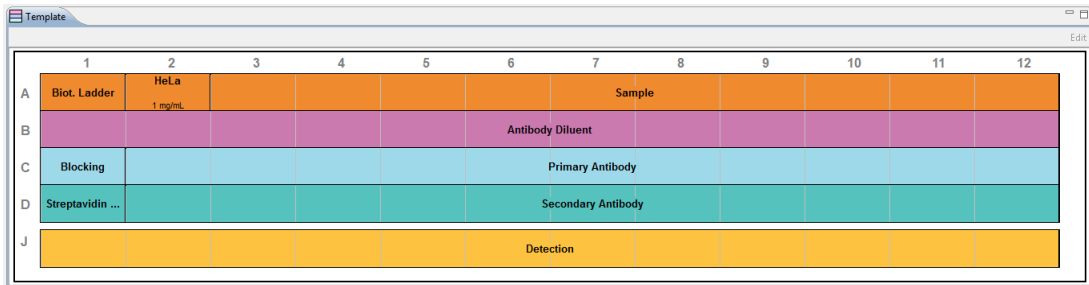 Template
Edit
1 2 3 4 5 6 7 8 9 10 11 12
A Biot. Ladder HeLa Sample
1 mg/mL
B Antibody Diluent
C Blocking Primary Antibody
D Streptavidin ... Secondary Antibody
J Detection